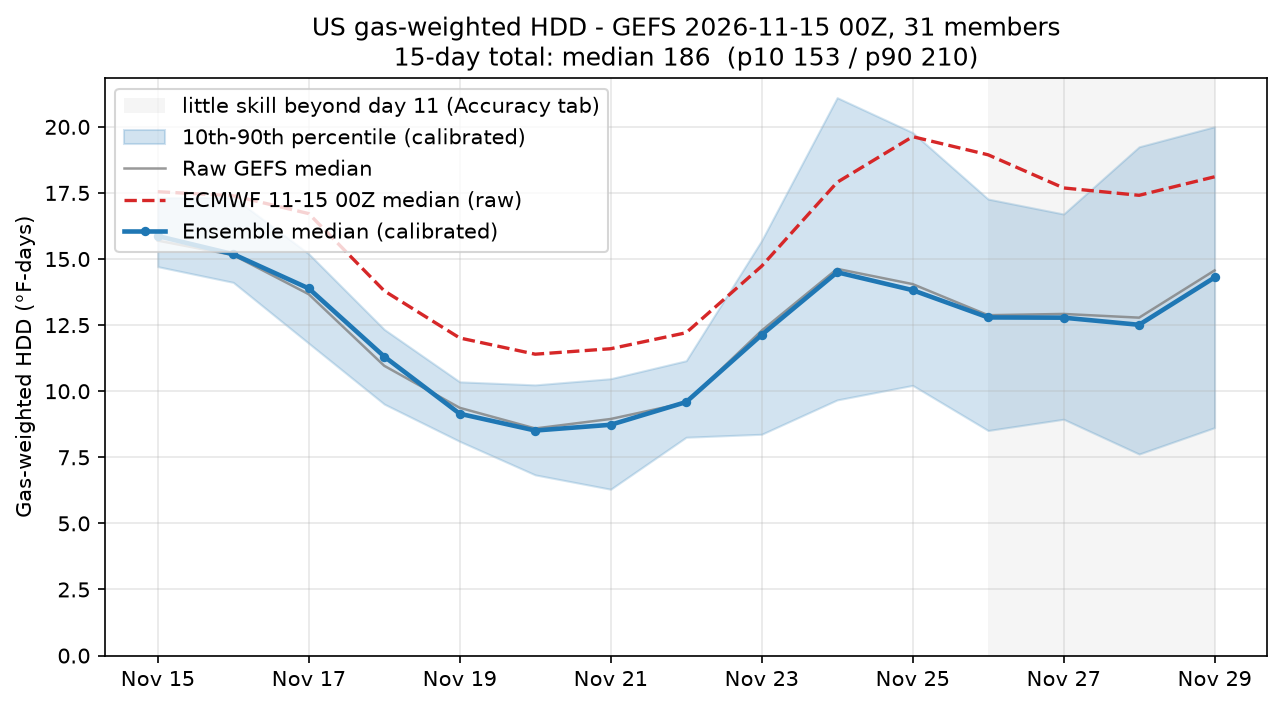 US gas-weighted HDD - GEFS 2026-11-15 00Z, 31 members
15-day total: median 186  (p10 153 / p90 210)
little skill beyond day 11 (Accuracy tab)
10th-90th percentile (calibrated)
Raw GEFS median
ECMWF 11-15 00Z median (raw)
Ensemble median (calibrated)
Gas-weighted HDD (°F-days)
20.0
17.5
15.0
12.5
10.0
7.5
5.0
2.5
0.0
Nov 15 Nov 17 Nov 19 Nov 21 Nov 23 Nov 25 Nov 27 Nov 29